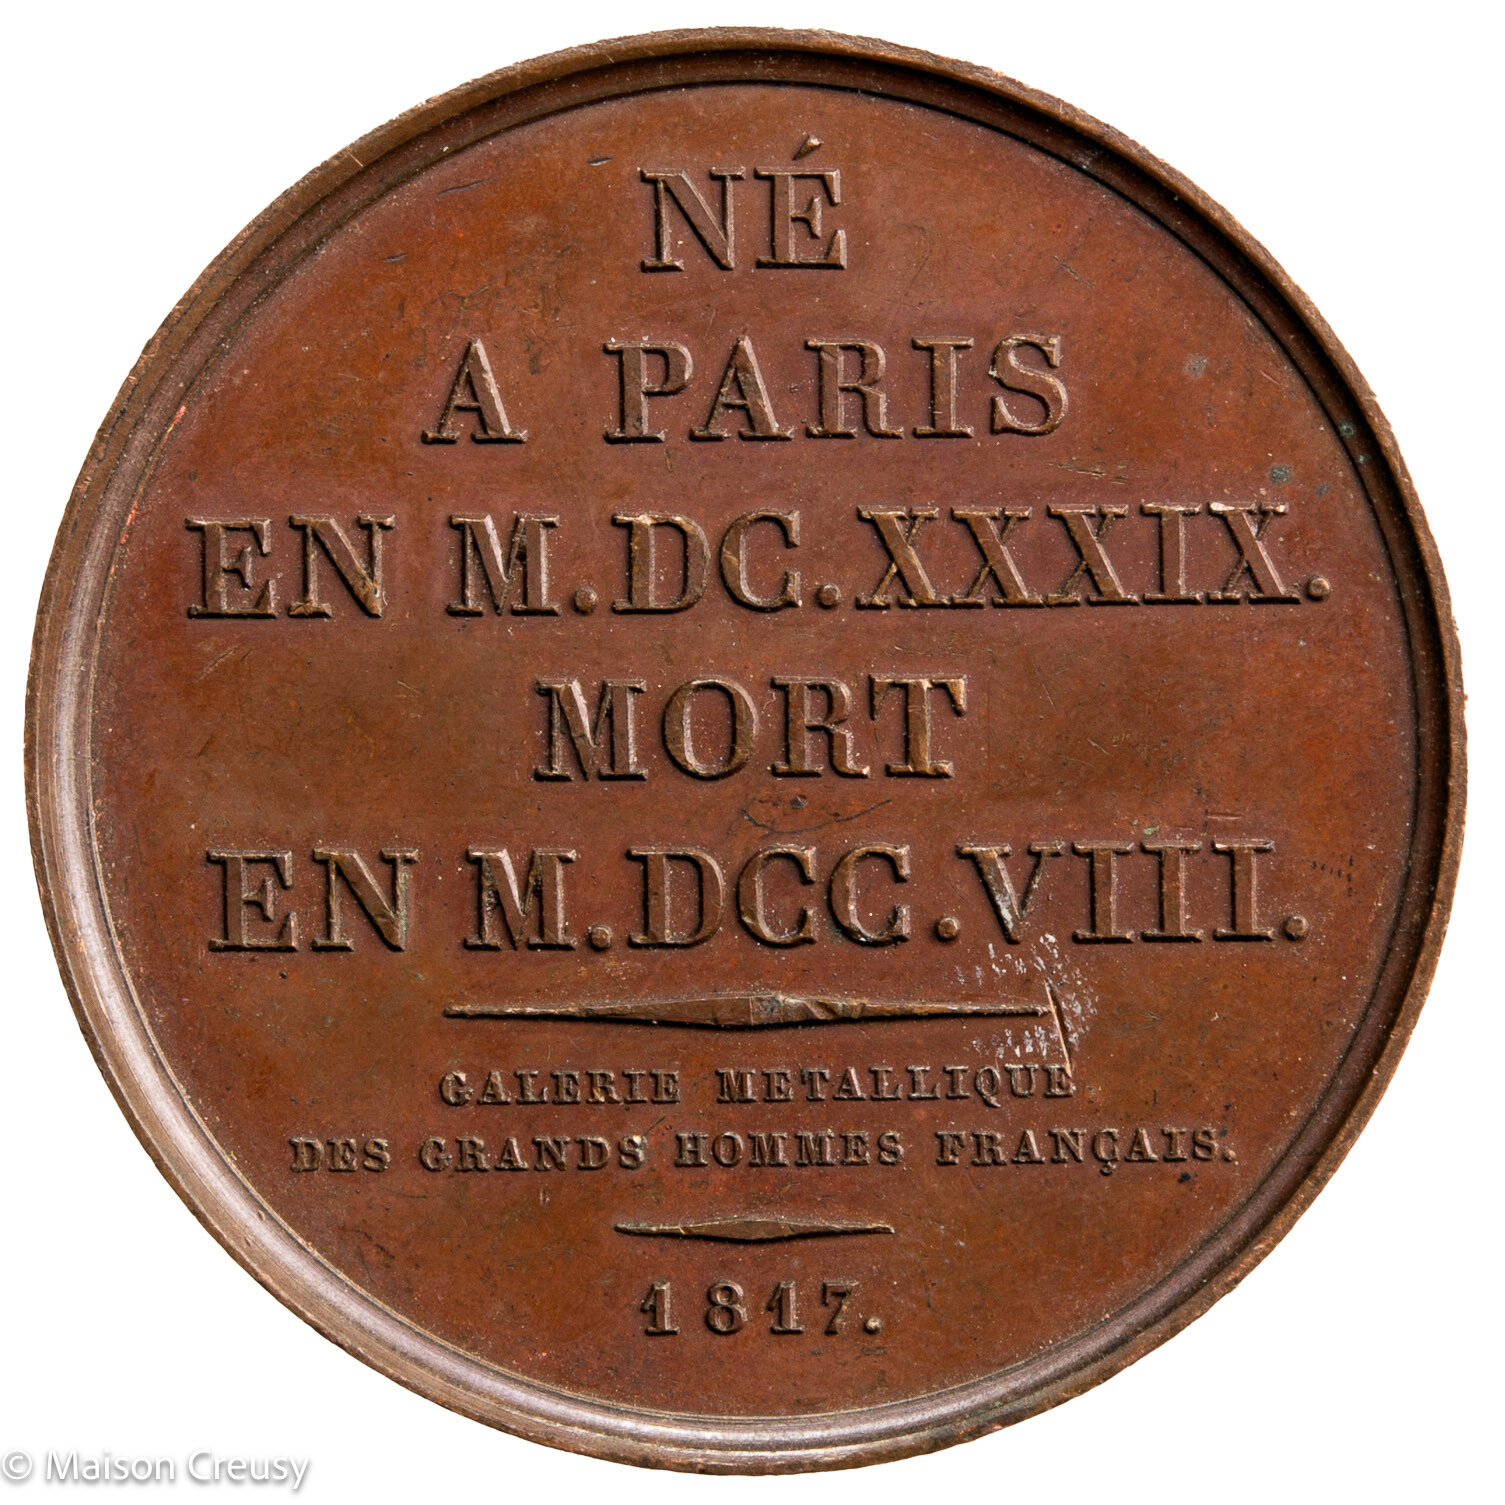 NÉ
A PARIS
EN M.DC.XXXIX.
MORT
EN M.DCC.VIII.
GALERIE METALLIQUE
DES GRANDS HOMMES FRANÇAIS.
1817.
© Maison Creusy